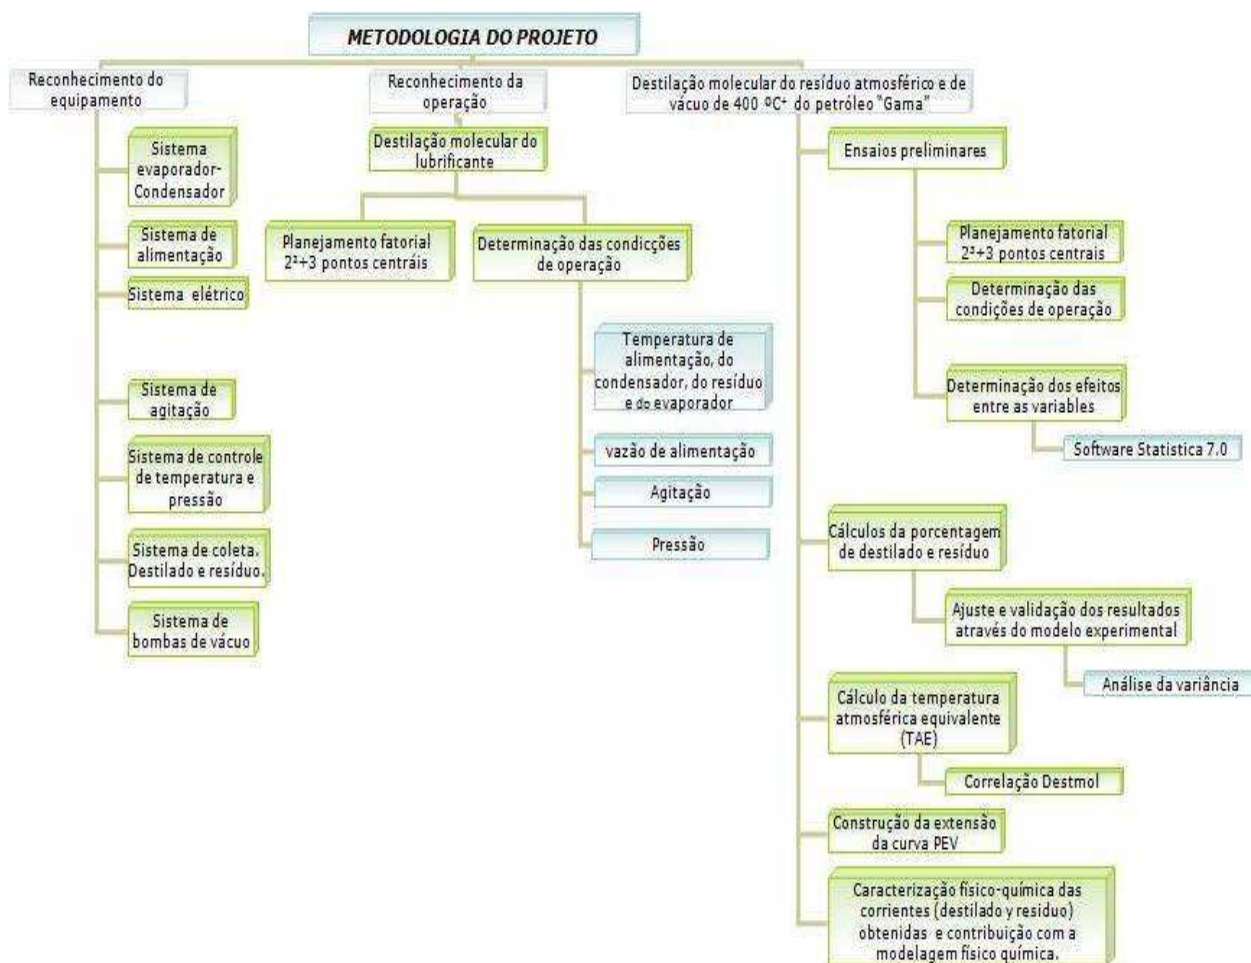 METODOLOGIA DO PROJETO
Reconhecimento do
equipamento
Sistema
evaporador-
Condensador
Sistema de
alimentação
Sistema elétrico
Sistema de
agitação
Sistema de controle
de temperatura e
pressão
Sistema de coleta.
Destilado e resíduo.
Sistema de
bombas de vácuo
Reconhecimento da
operação
Destilação molecular do
lubrificante
Planejamento fatorial
2²+3 pontos centráis
Determinação das condicções
de operação
Temperatura de
alimentação, do
condensador, do resíduo
e do evaporador
vazão de alimentação
Agitação
Pressão
Destilação molecular do resíduo atmosférico e de
vácuo de 400 ºC⁺ do petróleo "Gama"
Ensaios preliminares
Planejamento fatorial
2²+3 pontos centrais
Determinação das
condições de operação
Determinação dos efeitos
entre as variables
Software Statistica 7.0
Cálculos da porcentagem
de destilado e resíduo
Ajuste e validação dos resultados
através do modelo experimental
Análise da variância
Cálculo da temperatura
atmosférica equivalente
(TAE)
Correlação Destmol
Construção da extensão
da curva PEV
Caracterização físico-química das
corrientes (destilado y residuo)
obtenidas e contribuição com a
modelagem físico química.